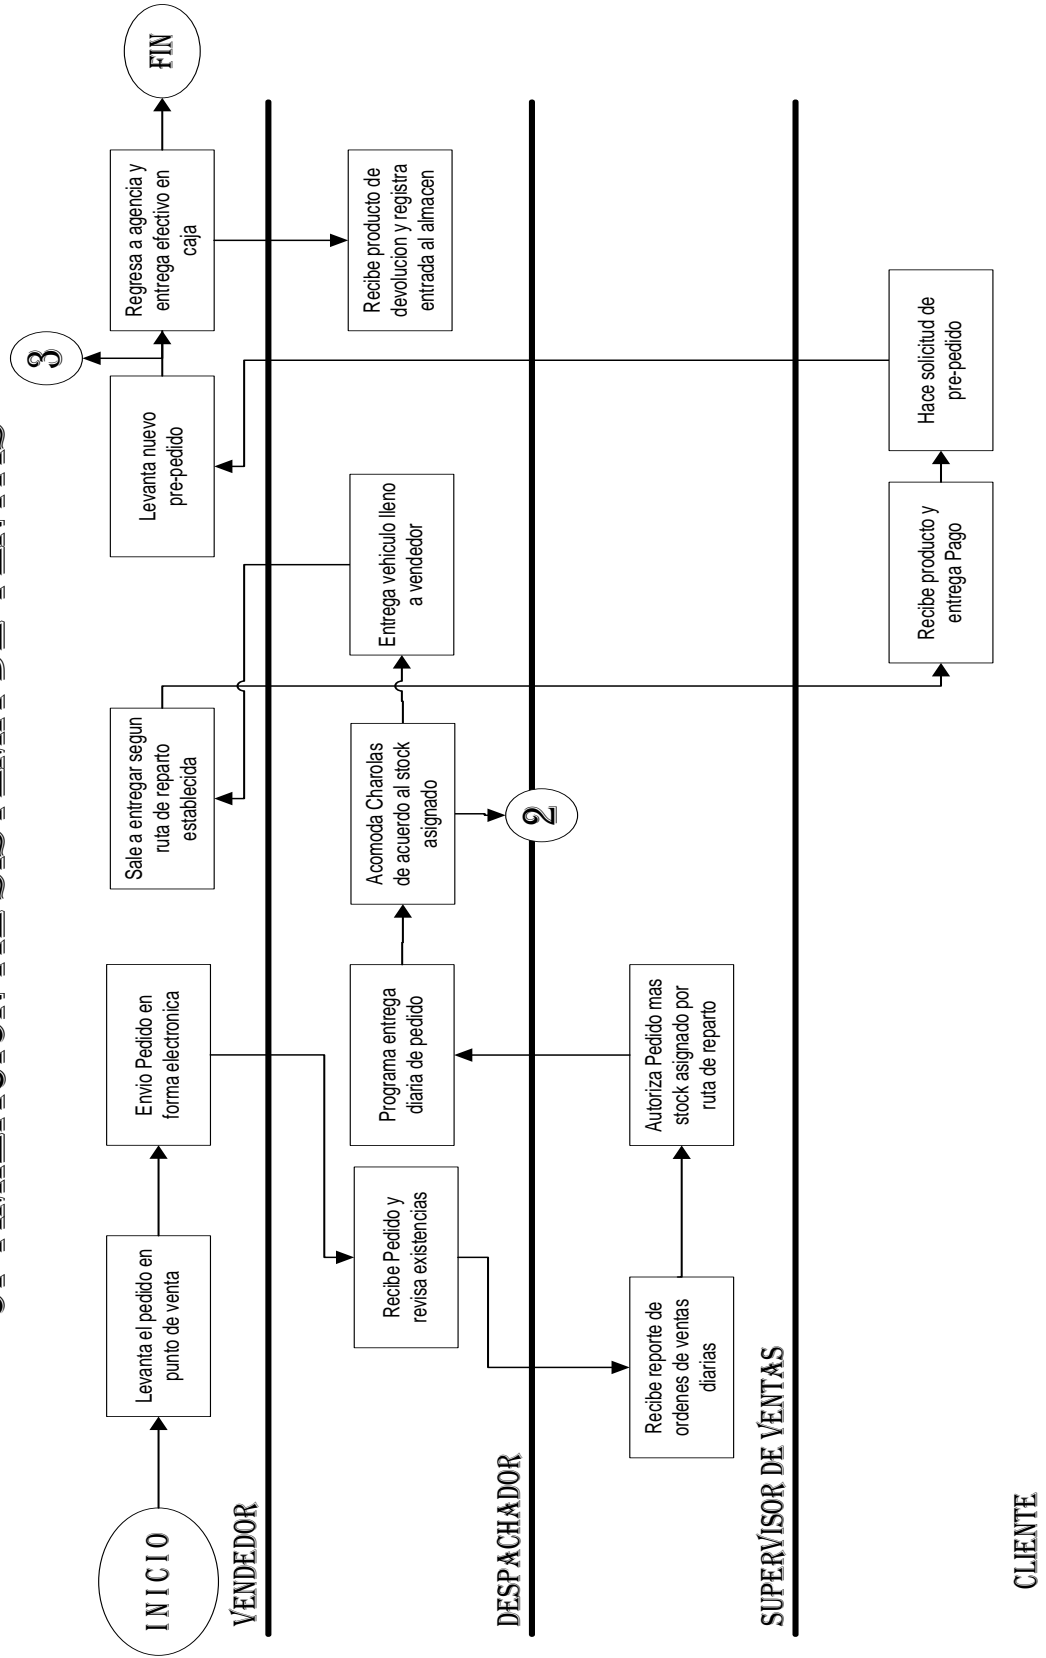 INICIO
Levanta el pedido en
punto de venta
Envio Pedido en
forma electronica
Sale a entregar segun
ruta de reparto
establecida
Levanta nuevo
pre-pedido
3
Regresa a agencia y
entrega efectivo en
caja
FIN
VENDEDOR
Recibe Pedido y
revisa existencias
Programa entrega
diaria de pedido
Acomoda Charolas
de acuerdo al stock
asignado
Entrega vehiculo lleno
a vendedor
Recibe producto de
devolucion y registra
entrada al almacen
DESPACHADOR
2
Recibe reporte de
ordenes de ventas
diarias
Autoriza Pedido mas
stock asignado por
ruta de reparto
SUPERVISOR DE VENTAS
Recibe producto y
entrega Pago
Hace solicitud de
pre-pedido
CLIENTE